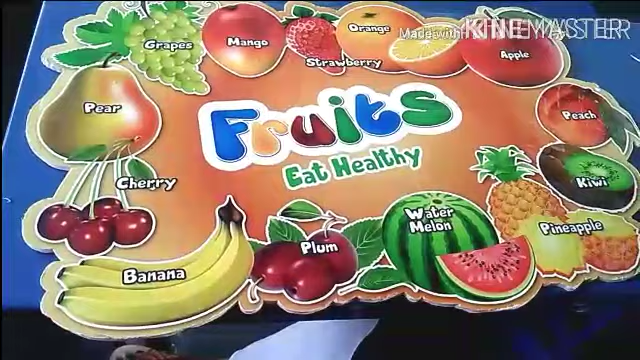 Made with KINEMASTER
Grapes
Mango
Strawberry
Orange
Apple
Pear
Fruits
Eat Healthy
Peach
Cherry
Kiwi
Water
Melon
Pineapple
Plum
Banana